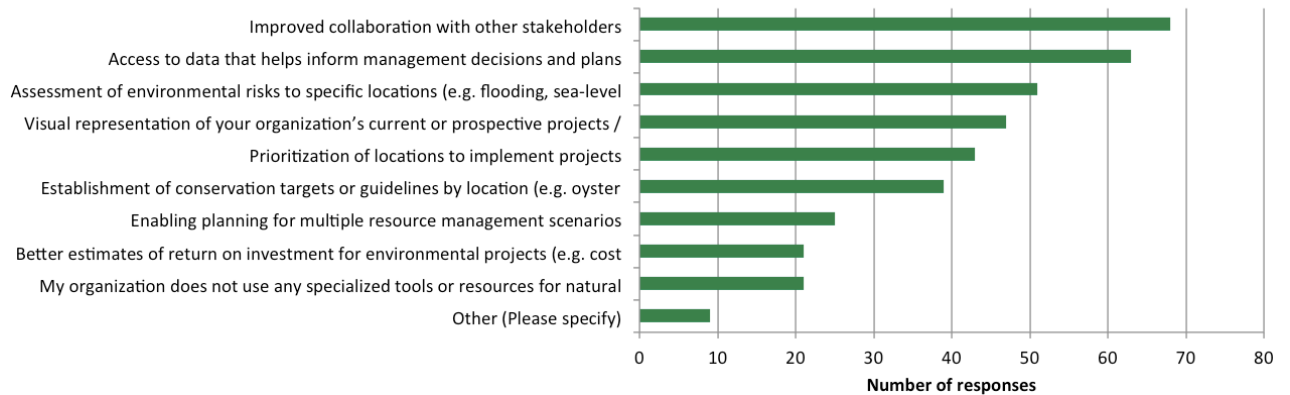 Improved collaboration with other stakeholders
Access to data that helps inform management decisions and plans
Assessment of environmental risks to specific locations (e.g. flooding, sea-level
Visual representation of your organization’s current or prospective projects /
Prioritization of locations to implement projects
Establishment of conservation targets or guidelines by location (e.g. oyster
Enabling planning for multiple resource management scenarios
Better estimates of return on investment for environmental projects (e.g. cost
My organization does not use any specialized tools or resources for natural
Other (Please specify)
0 10 20 30 40 50 60 70 80
Number of responses